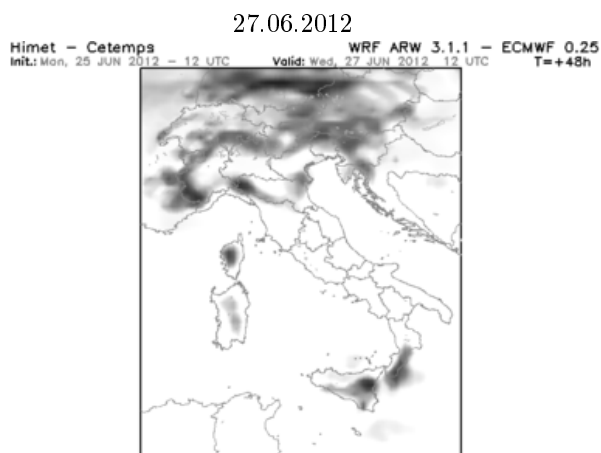 27.06.2012
Himet - Cetemps WRF ARW 3.1.1 - ECMWF 0.25
Init.: Mon, 25 JUN 2012 - 12 UTC Valid: Wed, 27 JUN 2012 12 UTC T=+48h